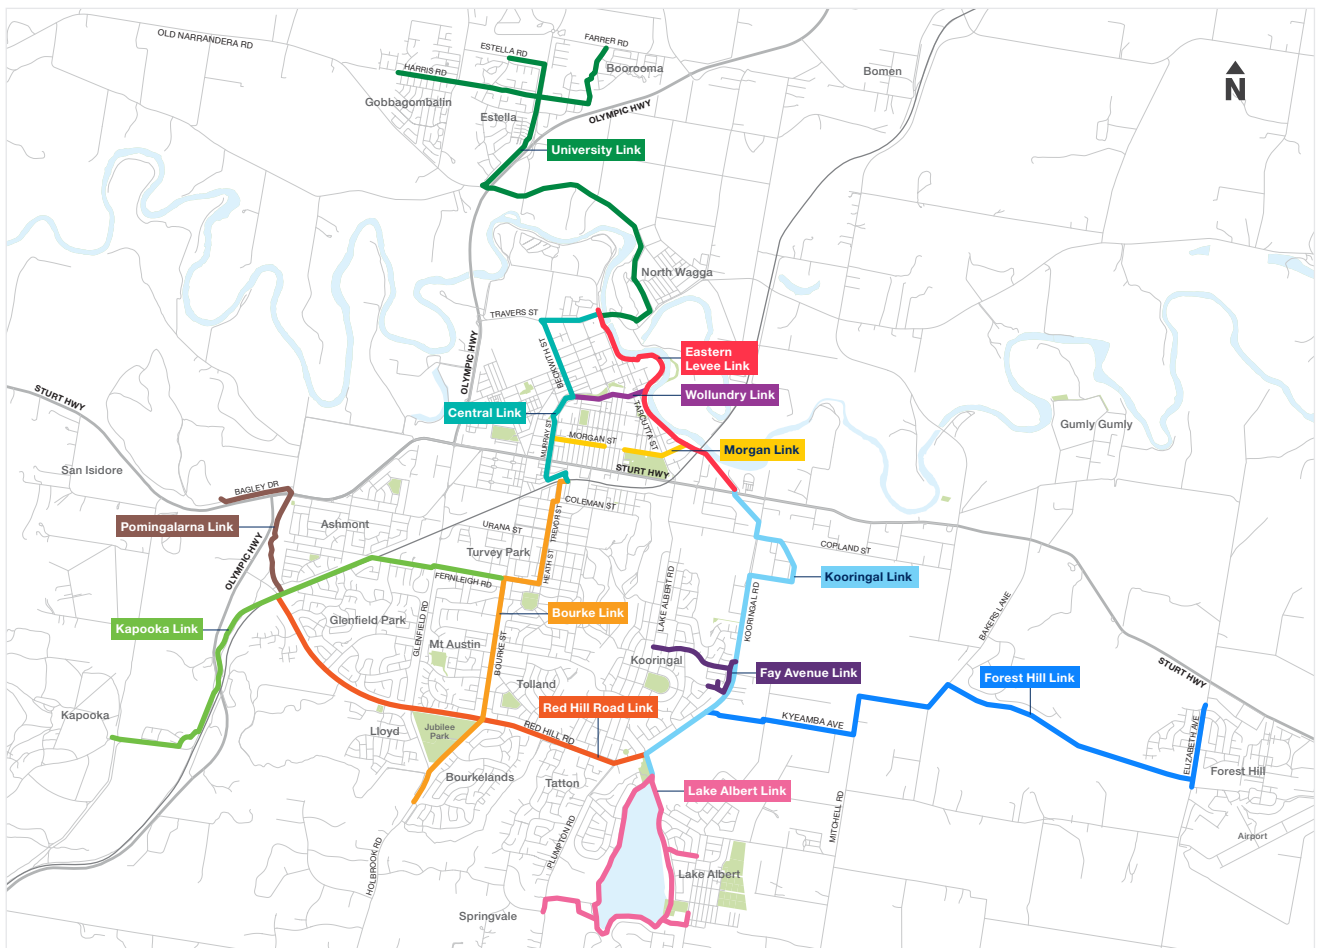 OLD NARRANDERA RD
ESTELLA RD
FARRER RD
HARRIS RD
Boorooma
Bomen
Gobbagombalin
Estella
OLYMPIC HWY
N
University Link
North Wagga
TRAVERS ST
OLYMPIC HWY
BECKWITH ST
Eastern
Levee Link
Wollundry Link
STURT HWY
Central Link
TARCUTTA ST
MURRAY ST
MORGAN ST
Morgan Link
Gumly Gumly
San Isidore
STURT HWY
BAGLEY DR
COLEMAN ST
Pomingalarna Link
Ashmont
URANA ST
TREVOR ST
Turvey Park
COPLAND ST
OLYMPIC HWY
FERNLEIGH RD
HEATH ST
LAKE ALBERT RD
Kooringal Link
KOORINGAL RD
BAKERS LANE
Kapooka Link
Glenfield Park
GLENFIELD RD
Bourke Link
Mt Austin
BOURKE ST
Kooringal
Fay Avenue Link
STURT HWY
Forest Hill Link
Tolland
Red Hill Road Link
Kapooka
Lloyd
Jubilee
Park
RED HILL RD
KYEAMBA AVE
ELIZABETH AVE
Forest Hill
Bourkelands
Tatton
Lake Albert Link
MITCHELL RD
Airport
PLUMPTON RD
HOLBROOK RD
Lake Albert
Springvale